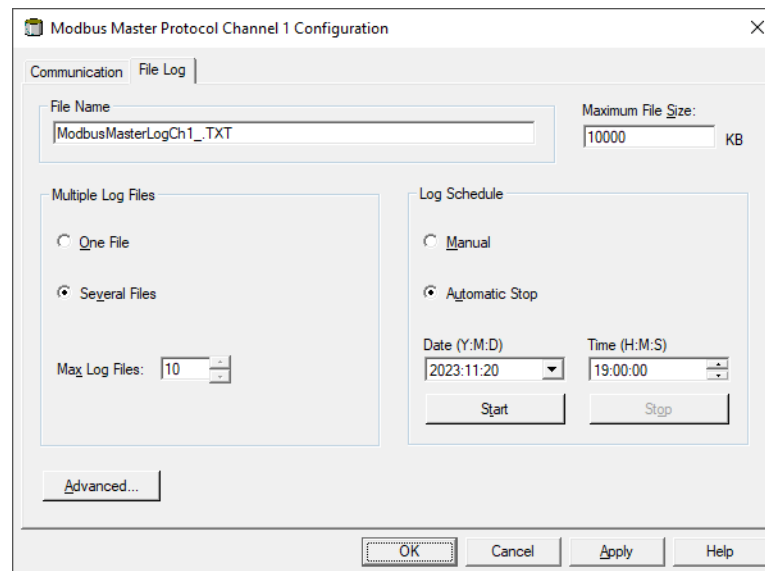 Modbus Master Protocol Channel 1 Configuration
Communication
File Log
File Name
ModbusMasterLogCh1_.TXT
Maximum File Size:
10000
KB
Multiple Log Files
One File
Several Files
Max Log Files:
10
Log Schedule
Manual
Automatic Stop
Date (Y:M:D)
Time (H:M:S)
2023:11:20
19:00:00
Start
Stop
Advanced...
OK
Cancel
Apply
Help